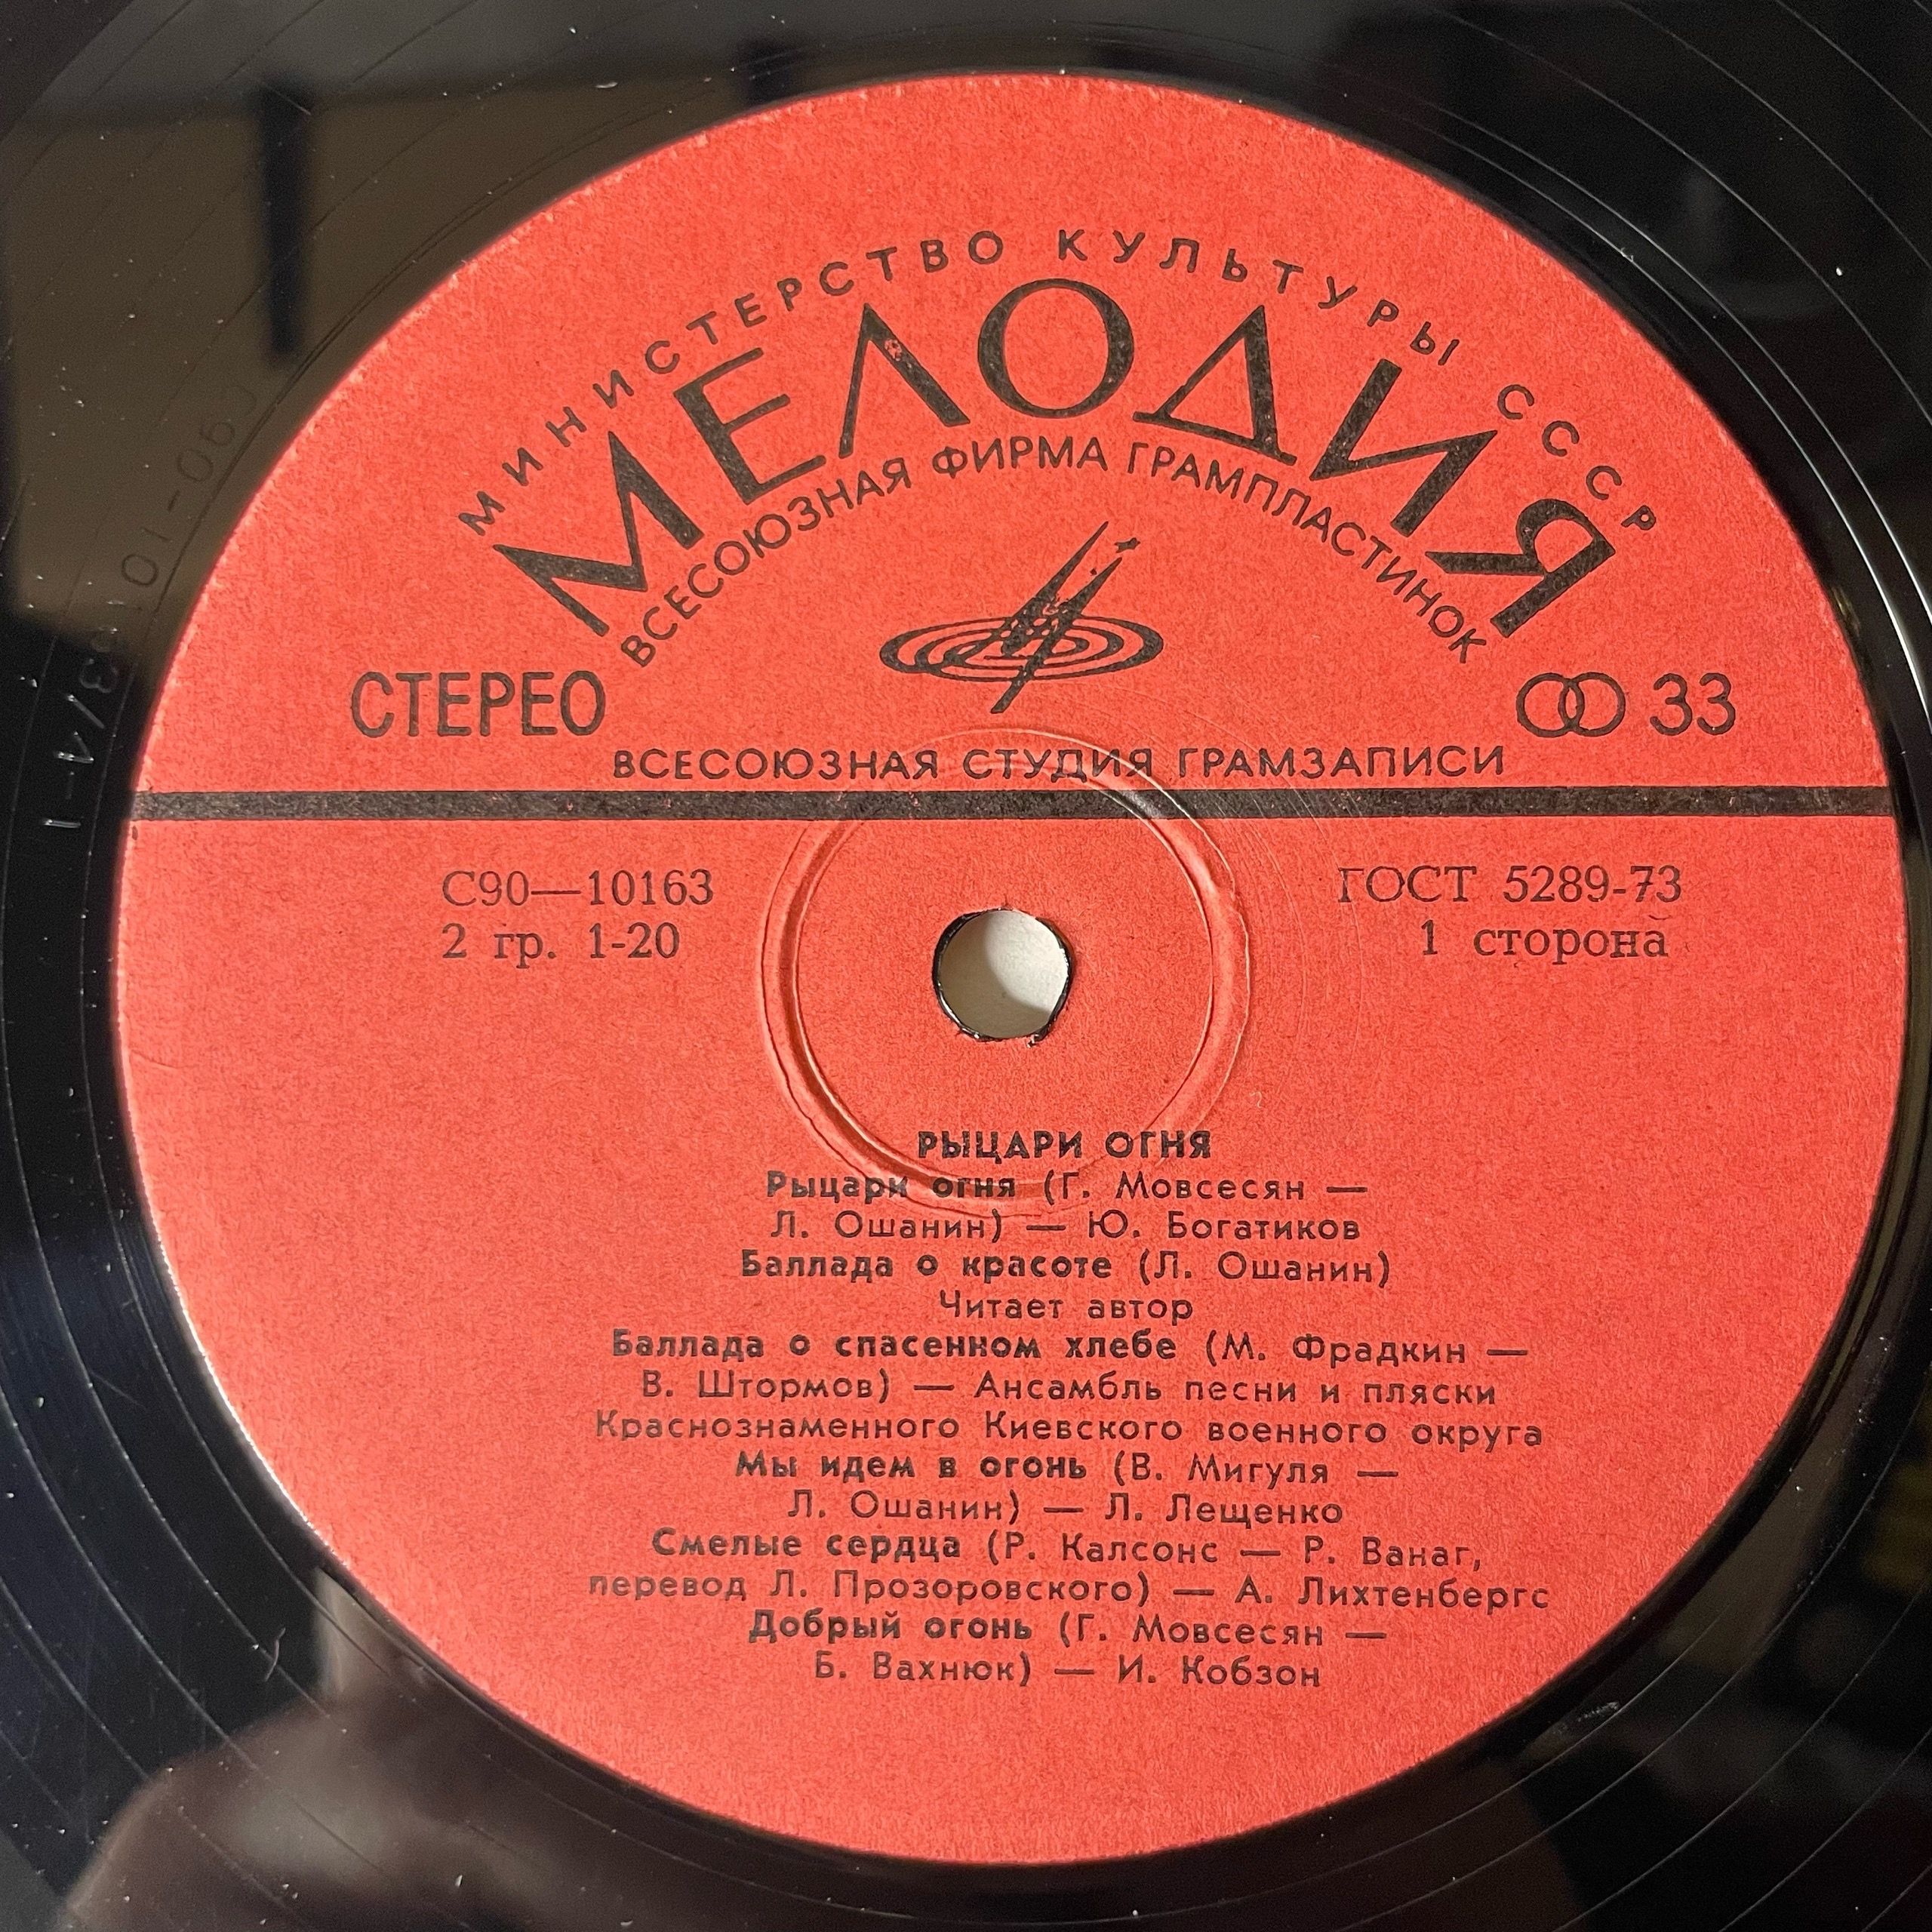 МИНИСТЕРСТВО КУЛЬТУРЫ СССР
МЕЛОДИЯ
ВСЕСОЮЗНАЯ ФИРМА ГРАМПЛАСТИНОК
СТЕРЕО
33
ВСЕСОЮЗНАЯ СТУДИЯ ГРАМЗАПИСИ
С90—10163
ГОСТ 5289-73
2 гр. 1-20
1 сторона
РЫЦАРИ ОГНЯ
Рыцари огня (Г. Мовсесян —
Л. Ошанин) — Ю. Богатиков
Баллада о красоте (Л. Ошанин)
Читает автор
Баллада о спасенном хлебе (М. Фрадкин —
В. Штормов) — Ансамбль песни и пляски
Краснознаменного Киевского военного округа
Мы идем в огонь (В. Мигуля —
Л. Ошанин) — Л. Лещенко
Смелые сердца (Р. Калсонс — Р. Ванаг,
перевод Л. Прозоровского) — А. Лихтенбергс
Добрый огонь (Г. Мовсесян —
Б. Вахнюк) — И. Кобзон